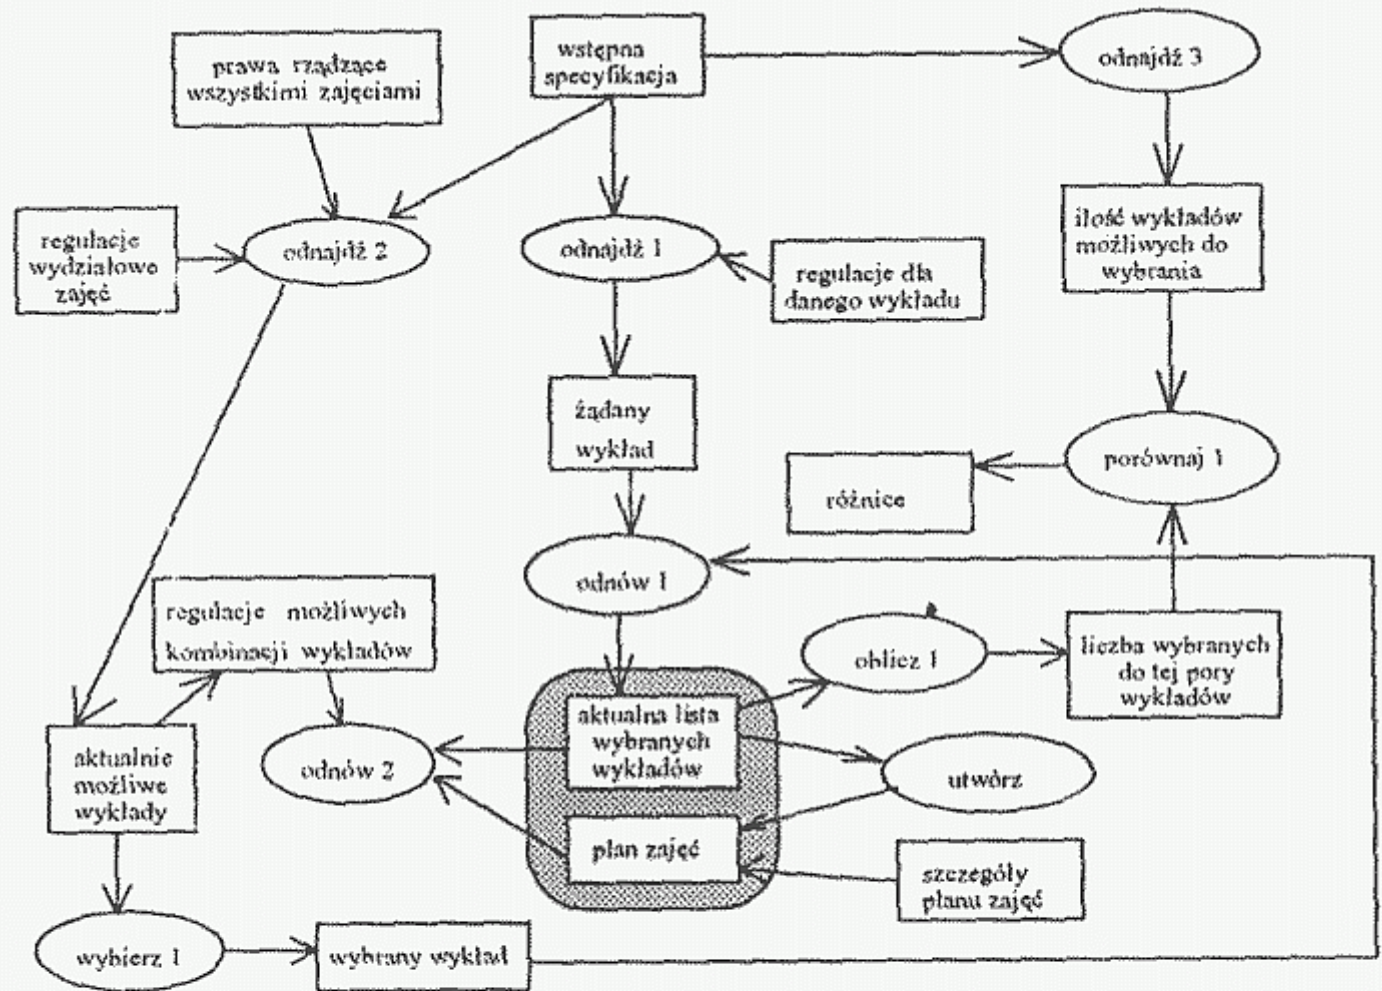 prawa rządzące
wszystkimi zajęciami
wstępna
specyfikacja
odnajdź 3
regulacje
wydziałowe
zajęć
odnajdź 2
odnajdź 1
regulacje dla
danego wykładu
ilość wykładów
możliwych do
wybrania
żądany
wykład
różnice
porównaj 1
odnów 1
regulacje możliwych
kombinacji wykładów
oblicz 1
liczba wybranych
do tej pory
wykładów
aktualnie
możliwe
wykłady
odnów 2
aktualna lista
wybranych
wykładów
utwórz
plan zajęć
szczegóły
planu zajęć
wybierz 1
wybrany wykład